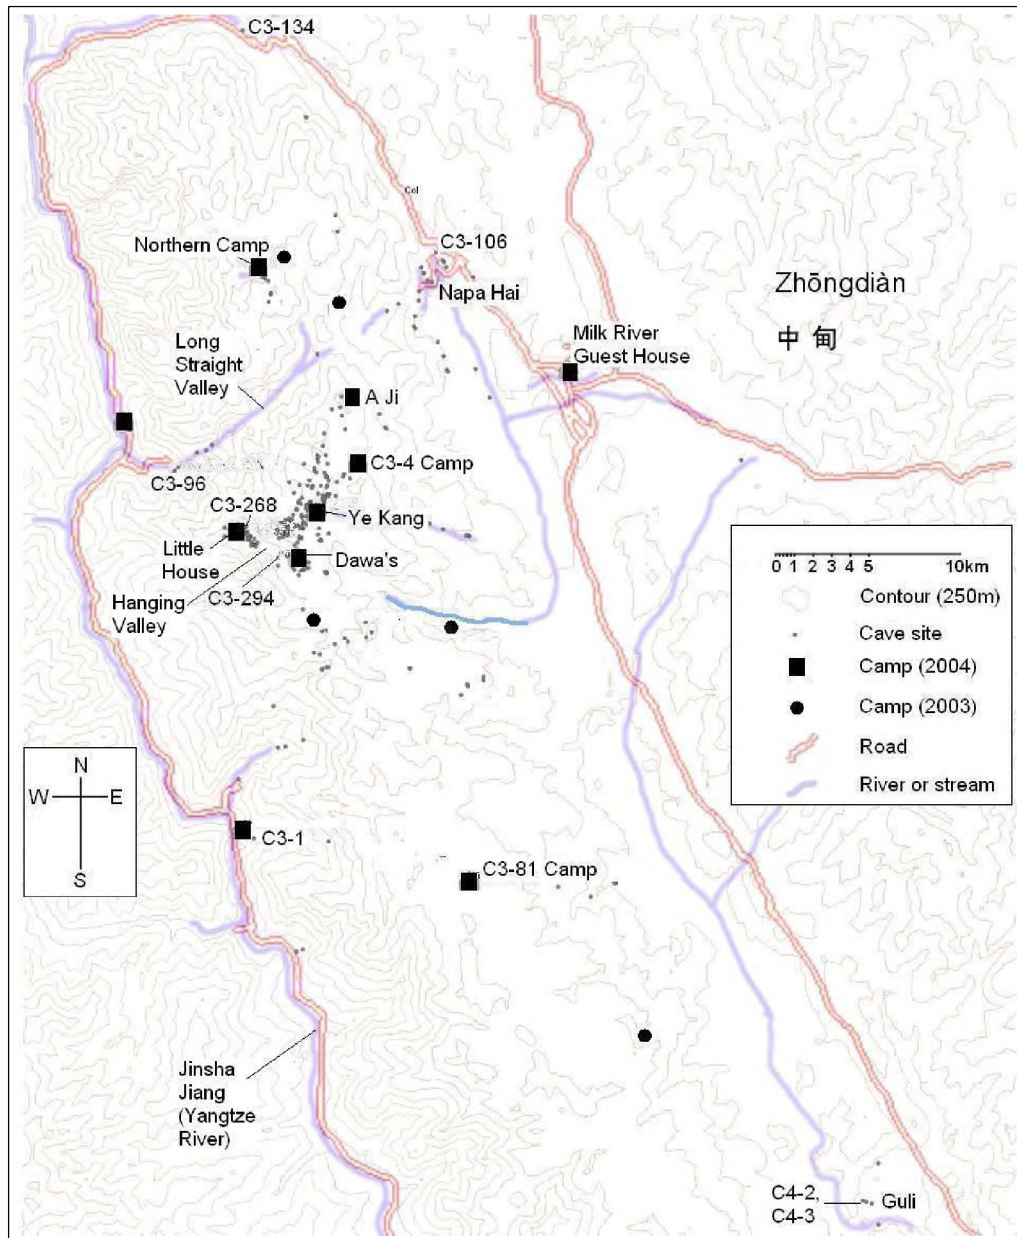 C3-134
Col
C3-106
Northern Camp
Napa Hai
Zhōngdiàn
中甸
Milk River
Guest House
Long
Straight
Valley
A Ji
C3-4 Camp
C3-96
C3-268
Ye Kang
Little
House
Dawa's
C3-294
Hanging
Valley
0 1 2 3 4 5 10km
Contour (250m)
Cave site
Camp (2004)
Camp (2003)
Road
River or stream
N
W E
S
C3-1
C3-81 Camp
Jinsha
Jiang
(Yangtze
River)
C4-2,
C4-3
Guli